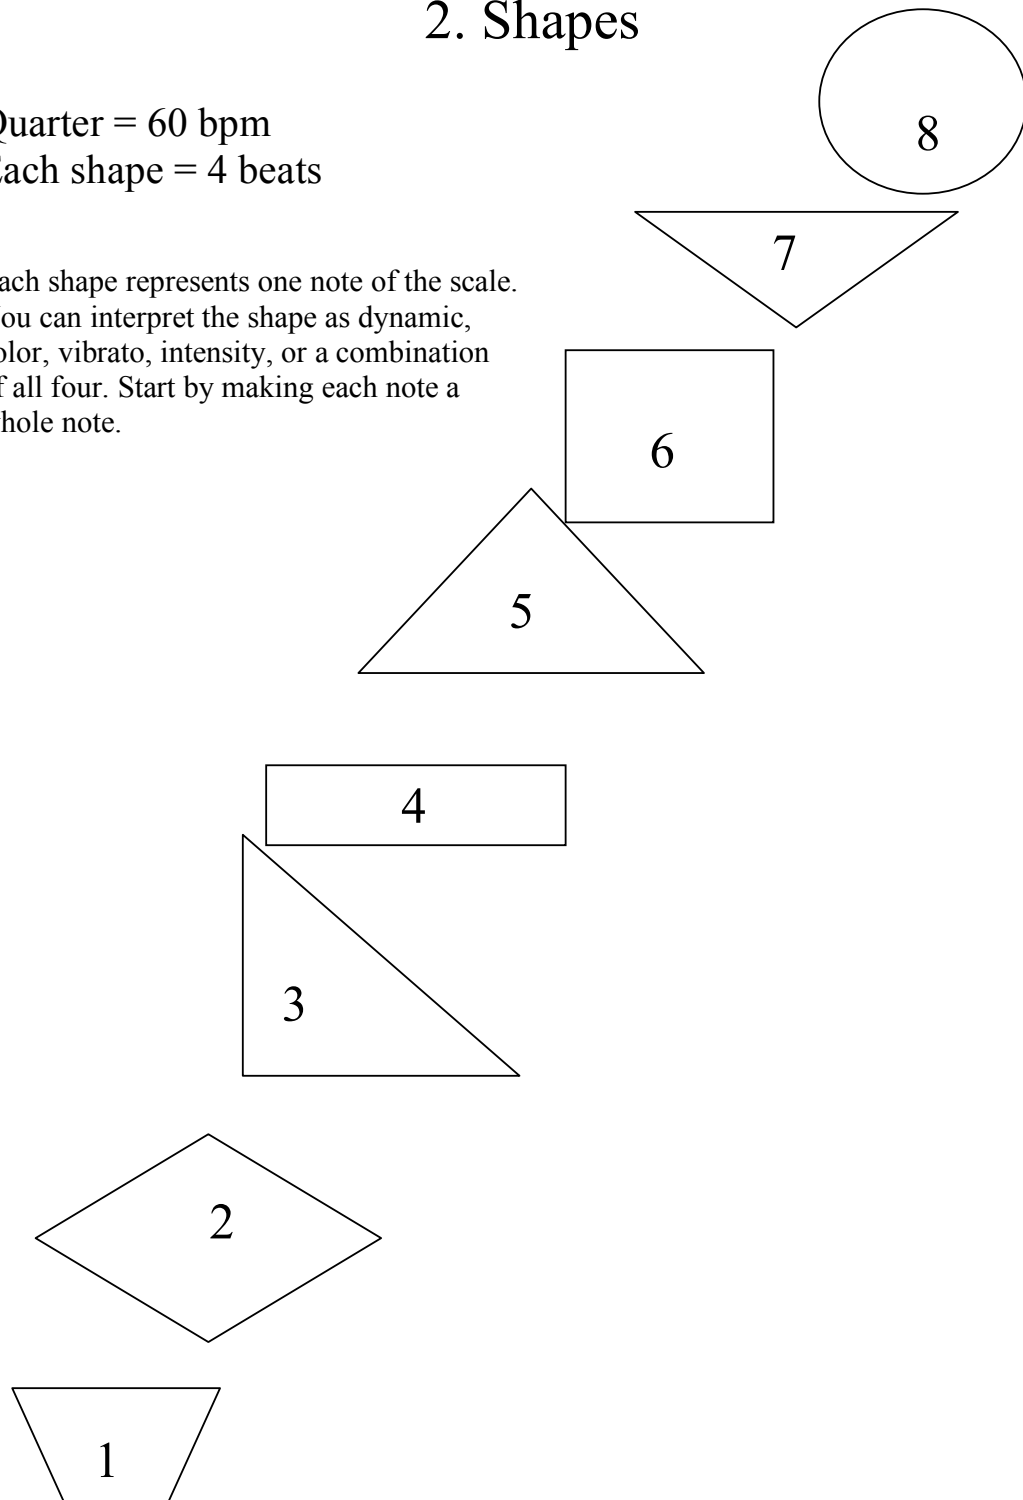 2. Shapes
8
Quarter = 60 bpm
Each shape = 4 beats
7
each shape represents one note of the scale.
You can interpret the shape as dynamic,
color, vibrato, intensity, or a combination
of all four. Start by making each note a
whole note.
6
5
4
3
2
1